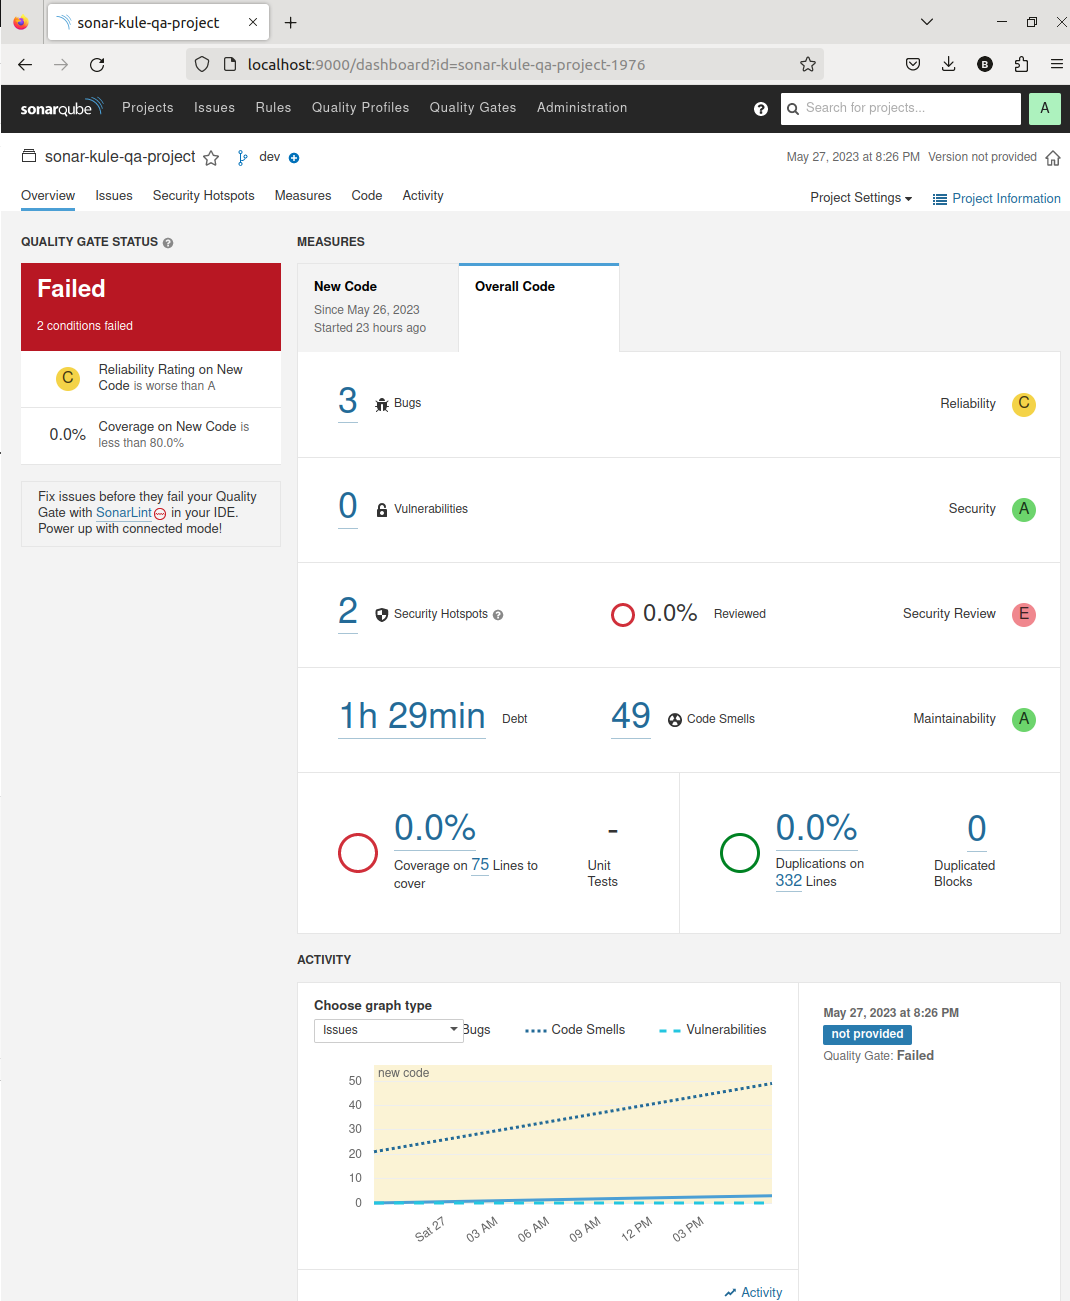 sonar-kule-qa-project
localhost:9000/dashboard?id=sonar-kule-qa-project-1976
B
sonarqube
Projects
Issues
Rules
Quality Profiles
Quality Gates
Administration
?
Search for projects...
A
sonar-kule-qa-project
dev
May 27, 2023 at 8:26 PM
Version not provided
Overview
Issues
Security Hotspots
Measures
Code
Activity
Project Settings
Project Information
QUALITY GATE STATUS ?
Failed
2 conditions failed
C
Reliability Rating on New
Code is worse than A
0.0%
Coverage on New Code is
less than 80.0%
Fix issues before they fail your Quality
Gate with SonarLint in your IDE.
Power up with connected mode!
MEASURES
New Code
Since May 26, 2023
Started 23 hours ago
Overall Code
3
Bugs
Reliability
C
0
Vulnerabilities
Security
A
2
Security Hotspots ?
0.0%
Reviewed
Security Review
E
1h 29min
Debt
49
Code Smells
Maintainability
A
0.0%
Coverage on 75 Lines to
cover
-
Unit
Tests
0.0%
Duplications on
332 Lines
0
Duplicated
Blocks
ACTIVITY
Choose graph type
Issues
Bugs
Code Smells
Vulnerabilities
new code
50
40
30
20
10
0
Sat 27
03 AM
06 AM
09 AM
12 PM
03 PM
Activity
May 27, 2023 at 8:26 PM
not provided
Quality Gate: Failed